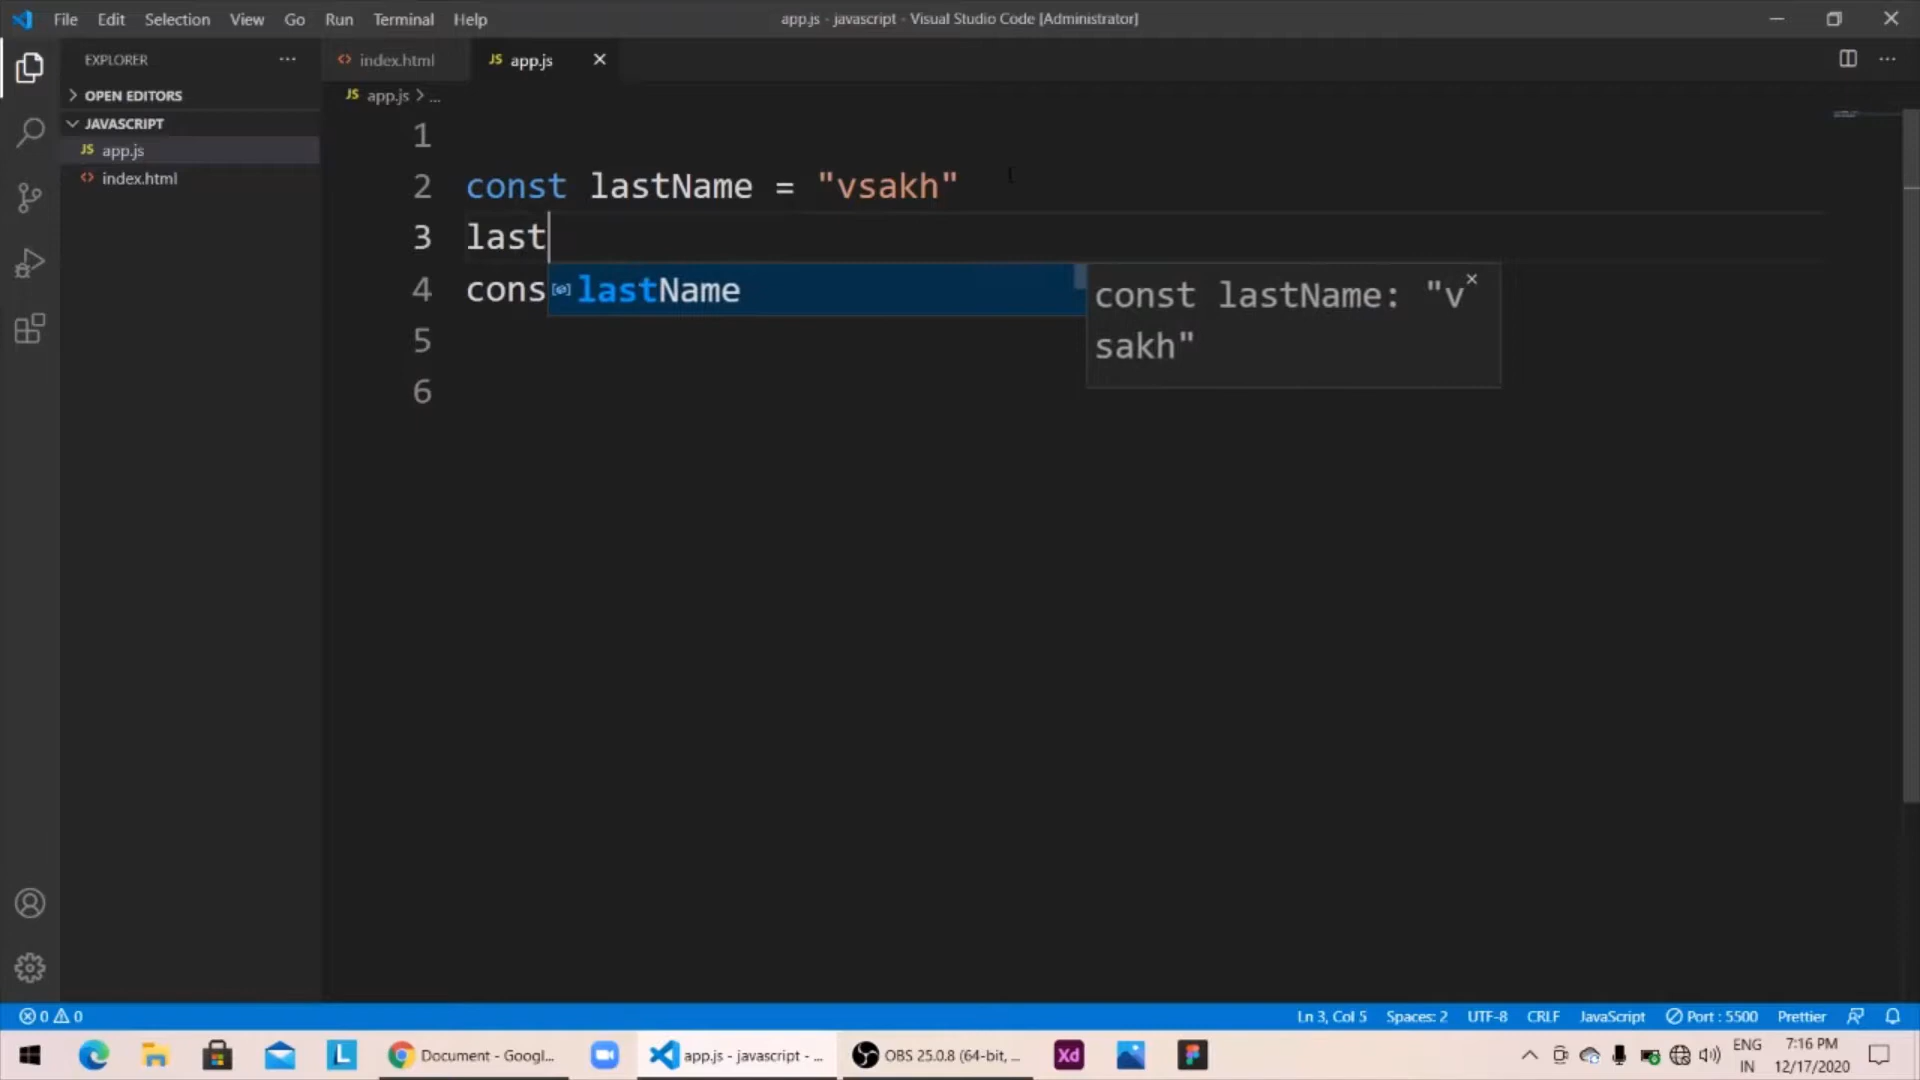 File Edit Selection View Go Run Terminal Help
app.js - javascript - Visual Studio Code [Administrator]
EXPLORER ...
index.html
JS app.js
OPEN EDITORS
JAVASCRIPT
JS app.js
index.html
JS app.js > ...
1
2 const lastName = "vsakh"
3 last
lastName
const lastName: "v
sakh"
4 cons
5
6
0 0
Ln 3, Col 5 Spaces: 2 UTF-8 CRLF JavaScript Port : 5500 Prettier
L
Document - Googl...
app.js - javascript - ...
OBS 25.0.8 (64-bit, ...
Xd
ENG
IN
7:16 PM
12/17/2020